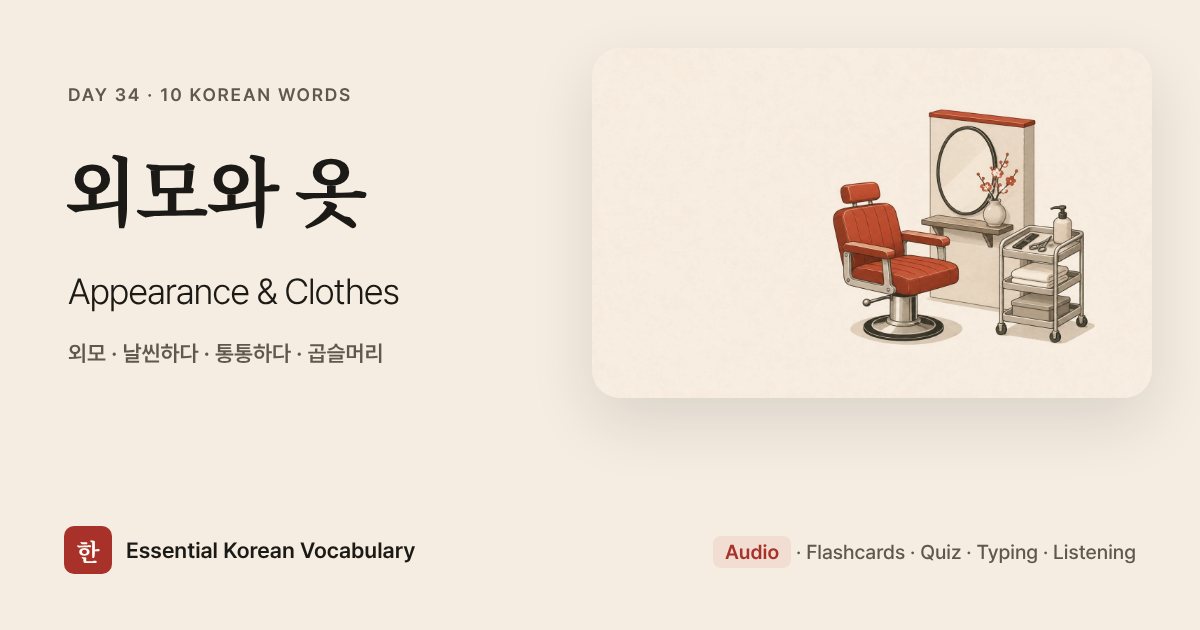 DAY 34 · 10 KOREAN WORDS
외모와 옷
Appearance & Clothes
외모 · 날씬하다 · 통통하다 · 곱슬머리
한 Essential Korean Vocabulary
Audio · Flashcards · Quiz · Typing · Listening